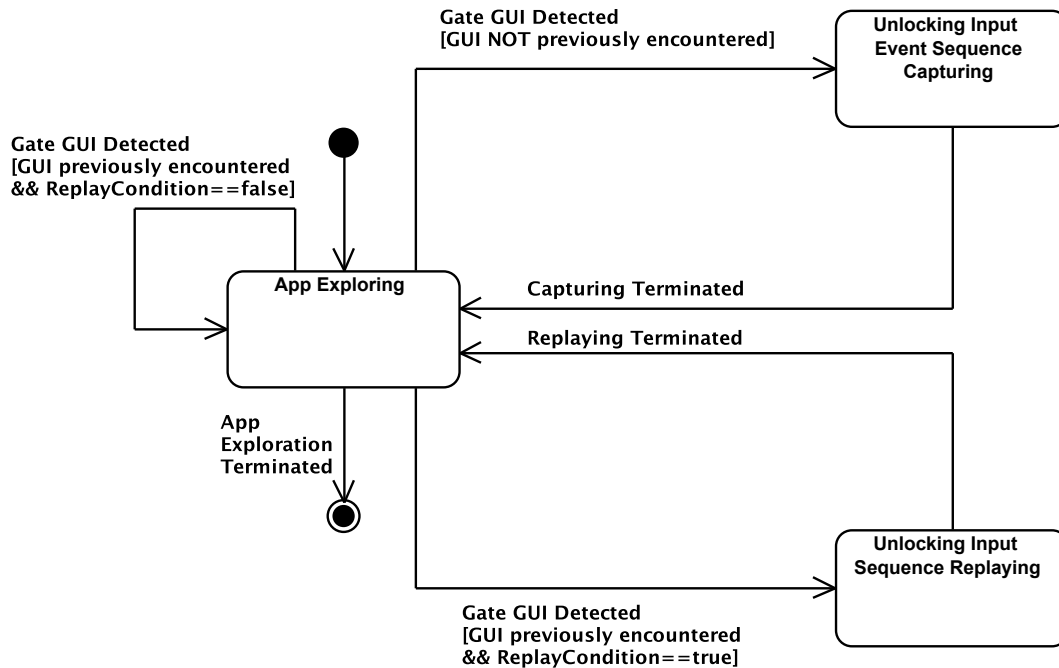 Gate GUI Detected
[GUI NOT previously encountered]
Unlocking Input
Event Sequence
Capturing
Gate GUI Detected
[GUI previously encountered
&& ReplayCondition==false]
App Exploring
Capturing Terminated
Replaying Terminated
App
Exploration
Terminated
Unlocking Input
Sequence Replaying
Gate GUI Detected
[GUI previously encountered
&& ReplayCondition==true]